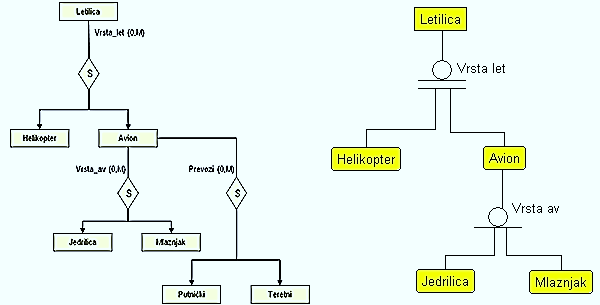 Letilica
Vrsta_let (0,M)
S
Helikopter
Avion
Vrsta_av (0,M)
Prevozi (0,M)
S
S
Jedrilica
Mlaznjak
Putnički
Teretni
Letilica
Vrsta let
Helikopter
Avion
Vrsta av
Jedrilica
Mlaznjak